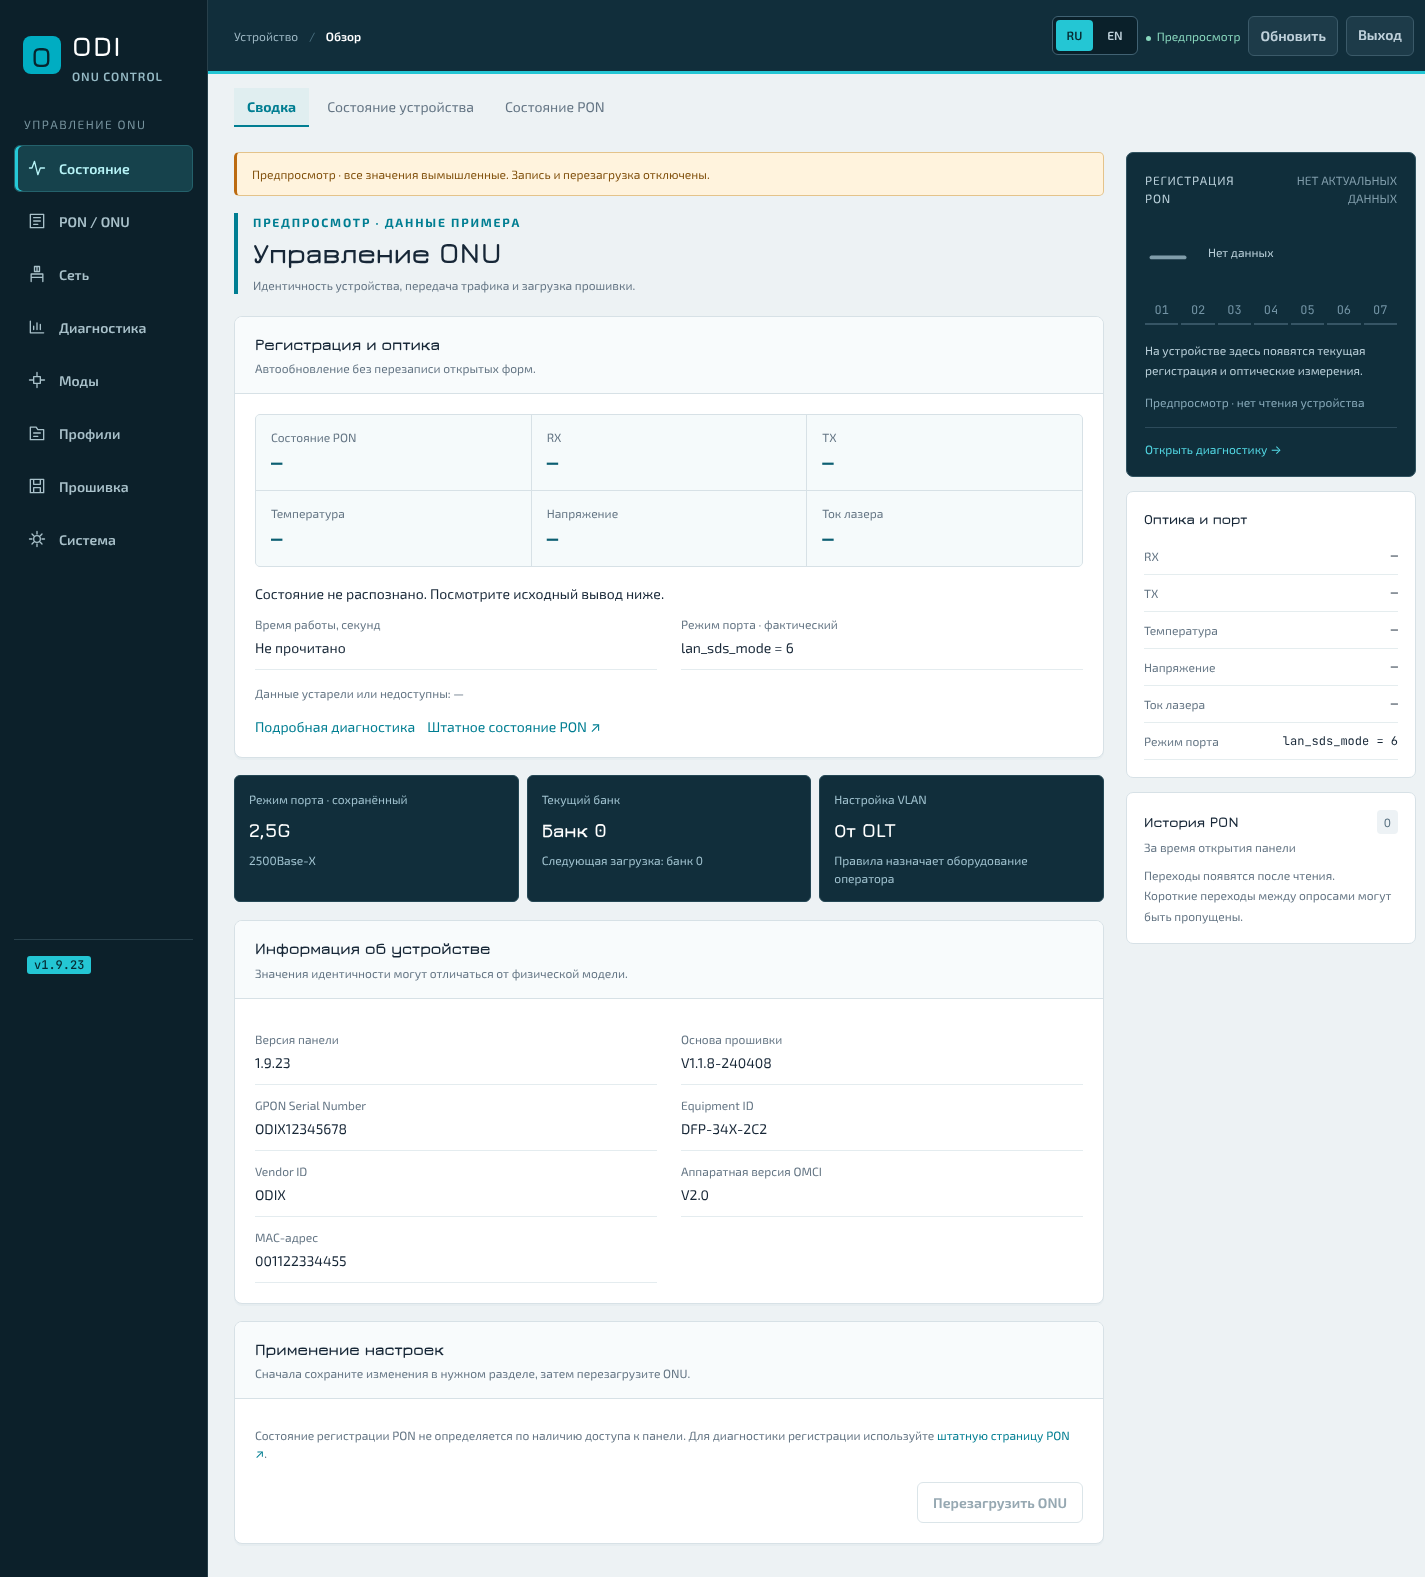 ODI
ONU CONTROL
УПРАВЛЕНИЕ ONU
Состояние
PON / ONU
Сеть
Диагностика
Моды
Профили
Прошивка
Система
v1.9.23
Устройство / Обзор
RU EN
Предпросмотр
Обновить
Выход
Сводка
Состояние устройства
Состояние PON
Предпросмотр · все значения вымышленные. Запись и перезагрузка отключены.
ПРЕДПРОСМОТР · ДАННЫЕ ПРИМЕРА
Управление ONU
Идентичность устройства, передача трафика и загрузка прошивки.
Регистрация и оптика
Автообновление без перезаписи открытых форм.
Состояние PON
—
RX
—
TX
—
Температура
—
Напряжение
—
Ток лазера
—
Состояние не распознано. Посмотрите исходный вывод ниже.
Время работы, секунд
Не прочитано
Режим порта · фактический
lan_sds_mode = 6
Данные устарели или недоступны: —
Подробная диагностика Штатное состояние PON ↗
Режим порта · сохранённый
2,5G
2500Base-X
Текущий банк
Банк 0
Следующая загрузка: банк 0
Настройка VLAN
От OLT
Правила назначает оборудование
оператора
Информация об устройстве
Значения идентичности могут отличаться от физической модели.
Версия панели
1.9.23
Основа прошивки
V1.1.8-240408
GPON Serial Number
ODIX12345678
Equipment ID
DFP-34X-2C2
Vendor ID
ODIX
Аппаратная версия OMCI
V2.0
MAC-адрес
001122334455
Применение настроек
Сначала сохраните изменения в нужном разделе, затем перезагрузите ONU.
Состояние регистрации PON не определяется по наличию доступа к панели. Для диагностики регистрации используйте штатную страницу PON
↗.
Перезагрузить ONU
РЕГИСТРАЦИЯ
PON
НЕТ АКТУАЛЬНЫХ
ДАННЫХ
— Нет данных
01 02 03 04 05 06 07
На устройстве здесь появятся текущая
регистрация и оптические измерения.
Предпросмотр · нет чтения устройства
Открыть диагностику →
Оптика и порт
RX —
TX —
Температура —
Напряжение —
Ток лазера —
Режим порта lan_sds_mode = 6
История PON 0
За время открытия панели
Переходы появятся после чтения.
Короткие переходы между опросами могут
быть пропущены.